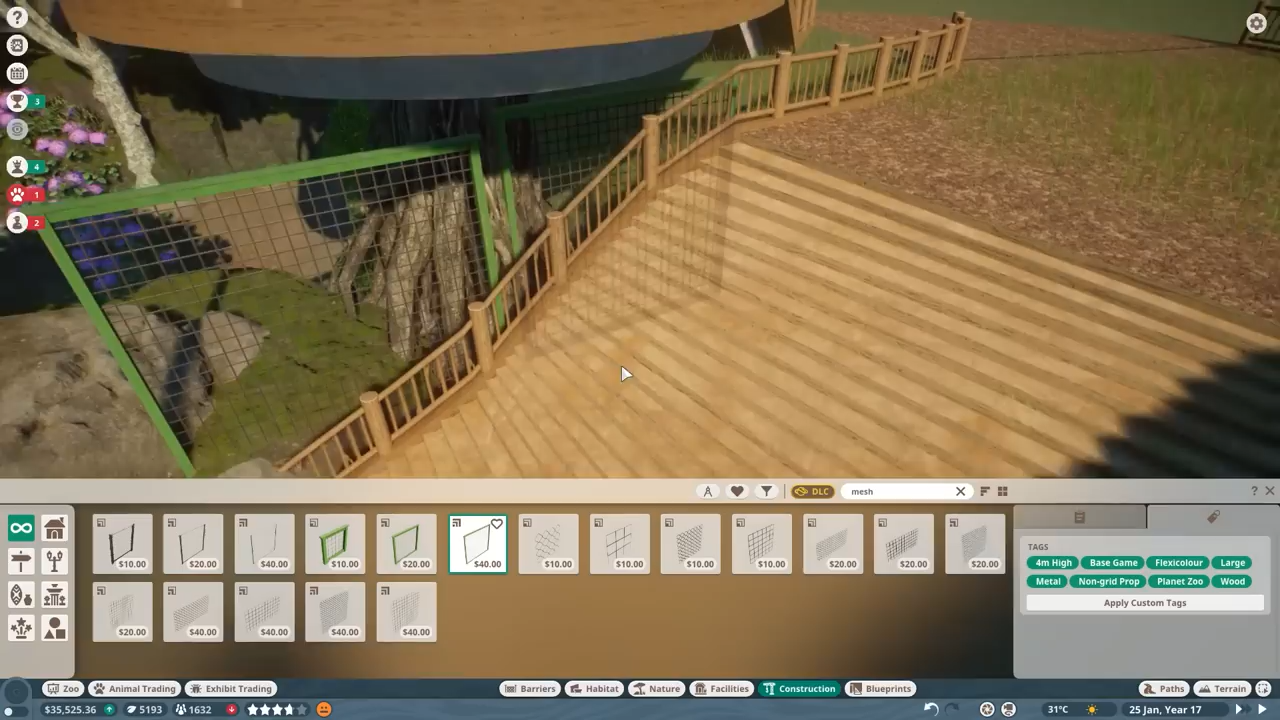 ?
3
4
1
2
DLC
mesh
?
$10.00 $20.00 $40.00 $10.00 $20.00 $40.00 $10.00 $10.00 $10.00 $10.00 $20.00 $20.00 $20.00
$20.00 $40.00 $40.00 $40.00 $40.00
TAGS
4m High Base Game Flexicolour Large
Metal Non-grid Prop Planet Zoo Wood
Apply Custom Tags
Zoo Animal Trading Exhibit Trading Barriers Habitat Nature Facilities Construction Blueprints Paths Terrain
$35,525.36 5193 1632 31°C 25 Jan, Year 17